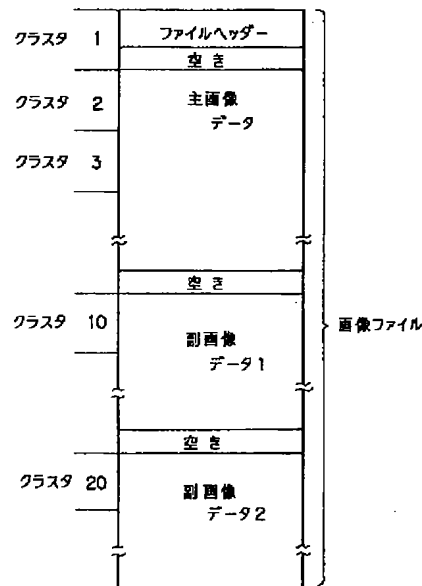 クラスタ 1
ファイルヘッダー
空き
クラスタ 2
主画像
データ
クラスタ 3
空き
クラスタ 10
副画像
データ1
画像ファイル
空き
クラスタ 20
副画像
データ2